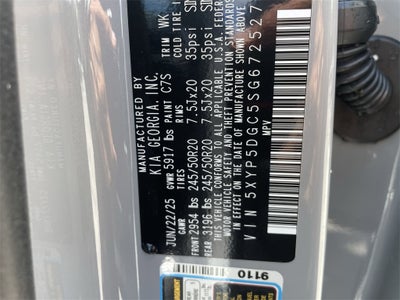 MANUFACTURED BY
KIA GEORGIA, INC.
JUN/22/25 GVWR 5917 lbs PAINT C7S
GAWR TIRES RIMS COLD TIRE
FRONT 2954 lbs 245/50R20 7.5Jx20 35psi
REAR 3196 lbs 245/50R20 7.5Jx20 35psi
THIS VEHICLE CONFORMS TO ALL APPLICABLE U.S.A. FEDERAL
MOTOR VEHICLE SAFETY AND THEFT PREVENTION STANDARDS
IN EFFECT ON THE DATE OF MANUFACTURE SHOWN ABOVE.
VIN 5XYP5DGC5SG672527
MPV
9110